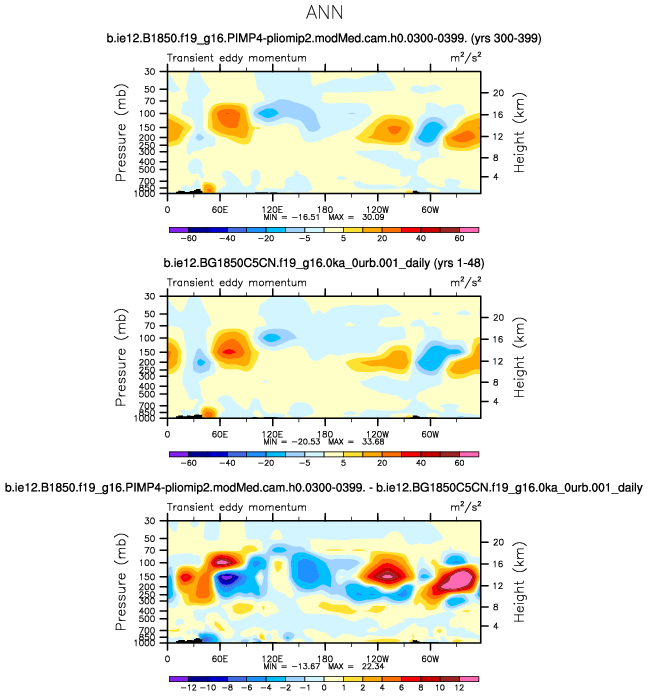 ANN
b.ie12.B1850.f19_g16.PIMP4-pliomip2.modMed.cam.h0.0300-0399. (yrs 300-399)
Transient eddy momentum m²/s²
Pressure (mb)
30
50
70
100
150
200
250
300
400
500
700
850
1000
20
16
12
8
4
Height (km)
0 60E 120E 180 120W 60W
MIN = -16.51 MAX = 30.09
-60 -40 -20 -5 5 20 40 60
b.ie12.BG1850C5CN.f19_g16.0ka_0urb.001_daily (yrs 1-48)
Transient eddy momentum m²/s²
Pressure (mb)
30
50
70
100
150
200
250
300
400
500
700
850
1000
20
16
12
8
4
Height (km)
0 60E 120E 180 120W 60W
MIN = -20.53 MAX = 33.68
-60 -40 -20 -5 5 20 40 60
b.ie12.B1850.f19_g16.PIMP4-pliomip2.modMed.cam.h0.0300-0399. - b.ie12.BG1850C5CN.f19_g16.0ka_0urb.001_daily
Transient eddy momentum m²/s²
Pressure (mb)
30
50
70
100
150
200
250
300
400
500
700
850
1000
20
16
12
8
4
Height (km)
0 60E 120E 180 120W 60W
MIN = -13.67 MAX = 22.34
-12 -10 -8 -6 -4 -2 -1 0 1 2 4 6 8 10 12